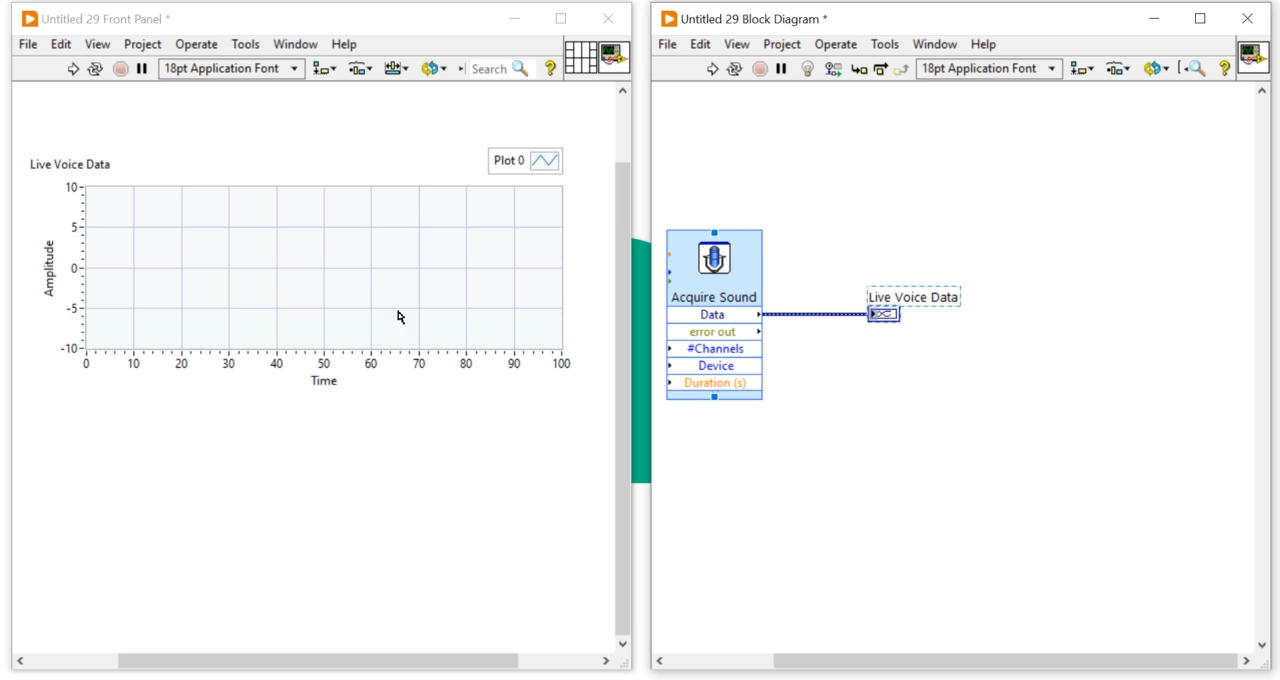 Untitled 29 Front Panel *
File Edit View Project Operate Tools Window Help
18pt Application Font Search ?
Live Voice Data
Plot 0
10
5
0
-5
-10
Amplitude
0 10 20 30 40 50 60 70 80 90 100
Time
Untitled 29 Block Diagram *
File Edit View Project Operate Tools Window Help
18pt Application Font ?
Acquire Sound
Data
error out
#Channels
Device
Duration (s)
Live Voice Data